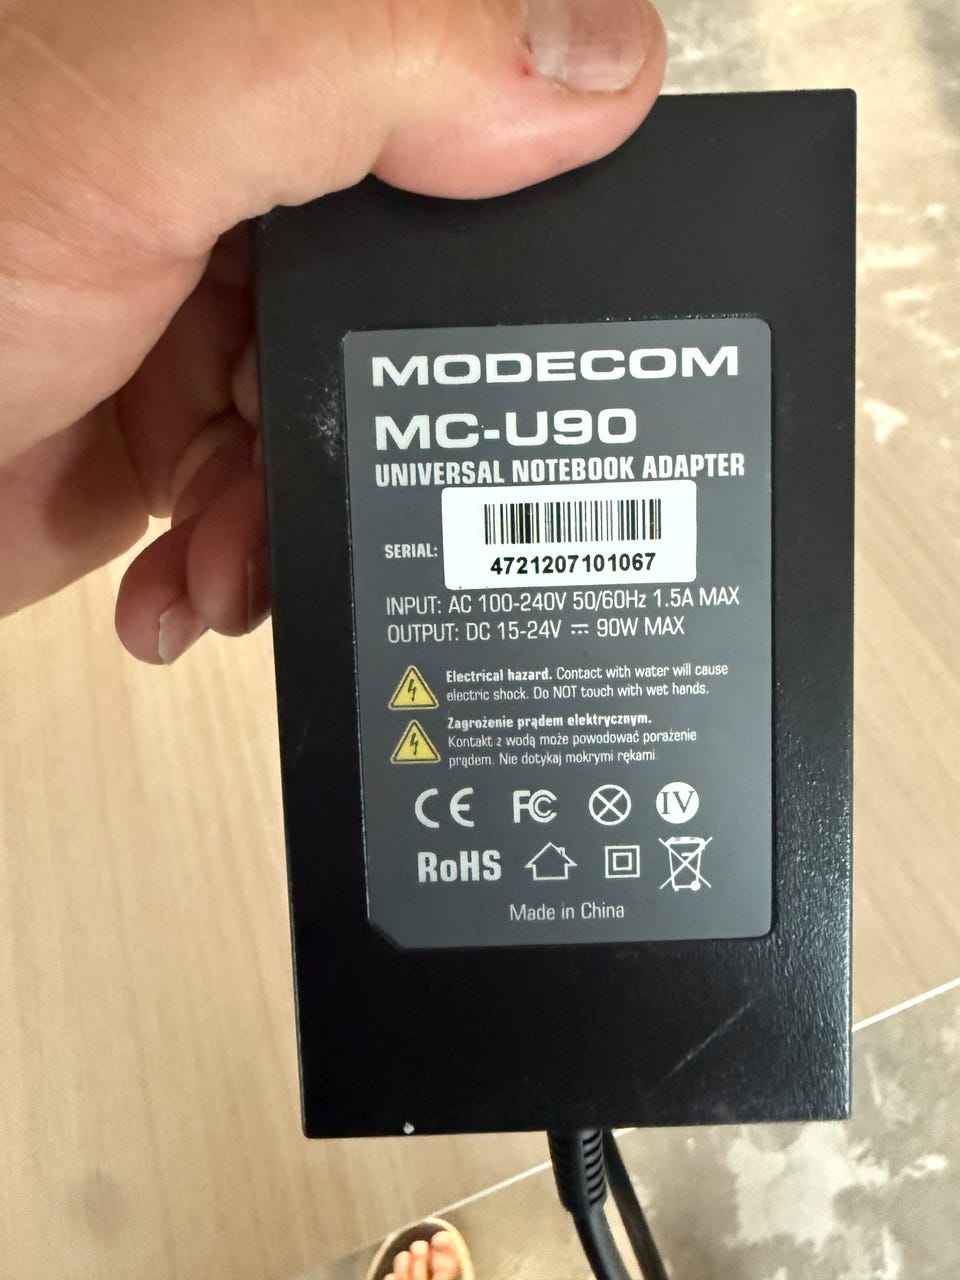 MODECOM
MC-U90
UNIVERSAL NOTEBOOK ADAPTER
SERIAL:
4721207101067
INPUT: AC 100-240V 50/60Hz 1.5A MAX
OUTPUT: DC 15-24V ⎓ 90W MAX
Electrical hazard. Contact with water will cause
electric shock. Do NOT touch with wet hands.
Zagrożenie prądem elektrycznym.
Kontakt z wodą może powodować porażenie
prądem. Nie dotykaj mokrymi rękami
CE FC IV
RoHS
Made in China